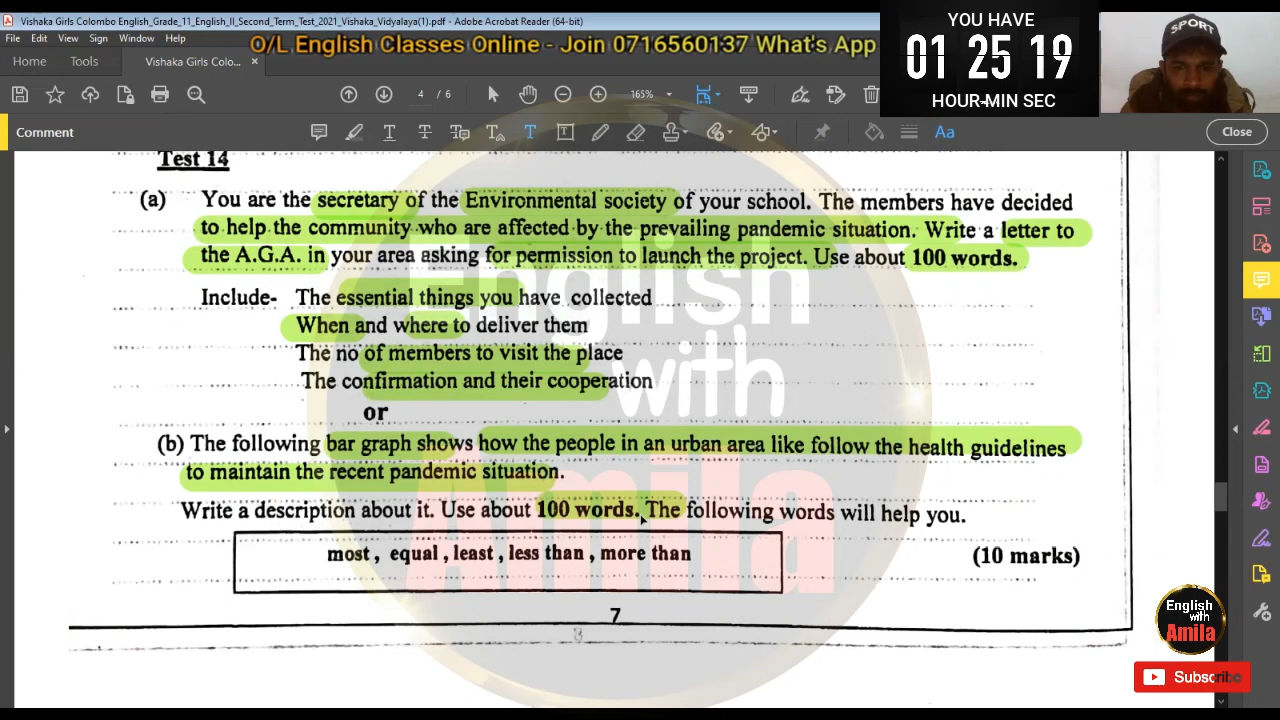 Vishaka Girls Colombo English_Grade_11_English_II_Second_Term_Test_2021_Vishaka_Vidyalaya(1).pdf - Adobe Acrobat Reader (64-bit)
File Edit View Sign Window Help
O/L English Classes Online - Join 0716560137 What's App
YOU HAVE
01 25 19
HOUR MIN SEC
SPORT
Home Tools Vishaka Girls Colo... ×
4 / 6 165%
Comment
Aa
Close
Test 14
(a) You are the secretary of the Environmental society of your school. The members have decided
to help the community who are affected by the prevailing pandemic situation. Write a letter to
the A.G.A. in your area asking for permission to launch the project. Use about 100 words.
Include- The essential things you have collected
When and where to deliver them
The no of members to visit the place
The confirmation and their cooperation
or
(b) The following bar graph shows how the people in an urban area like follow the health guidelines
to maintain the recent pandemic situation.
Write a description about it. Use about 100 words. The following words will help you.
most , equal , least , less than , more than
(10 marks)
7
3
English
with
Amila
English
with
Amila
Subscribe